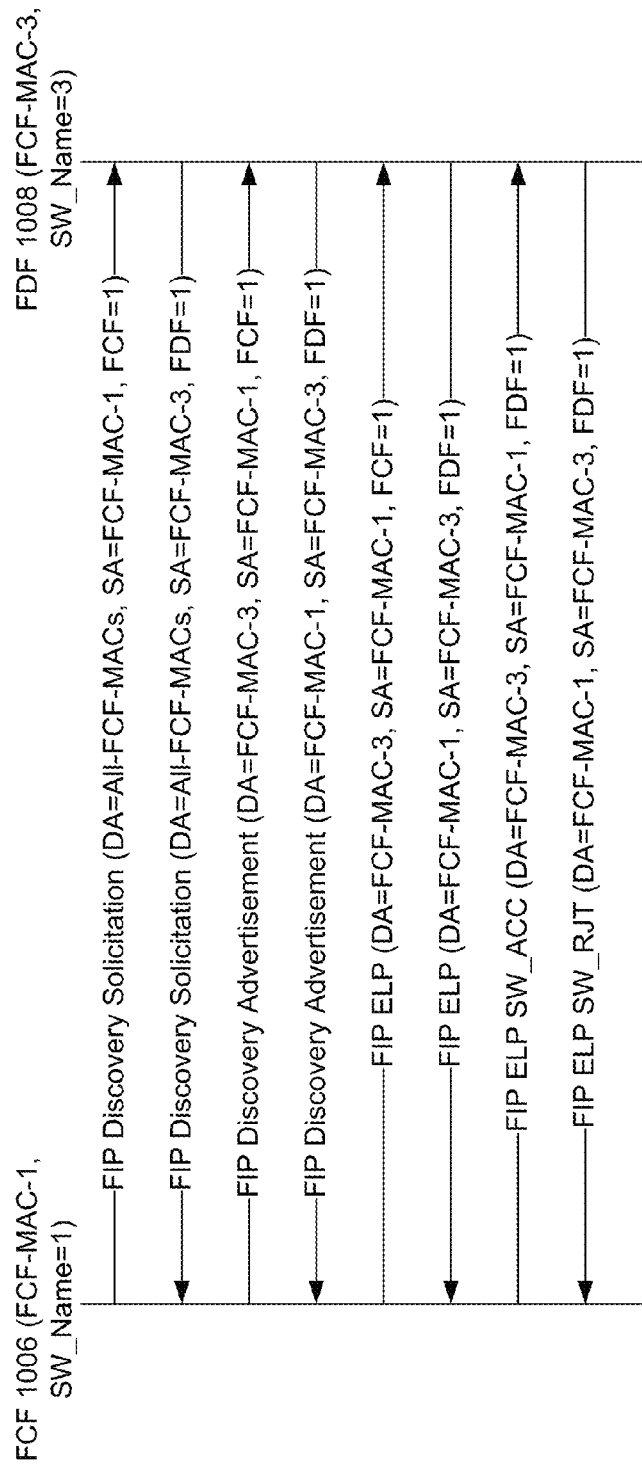 FCF 1006 (FCF-MAC-1,
SW_Name=1)
FDF 1008 (FCF-MAC-3,
SW_Name=3)
FIP Discovery Solicitation (DA=All-FCF-MACs, SA=FCF-MAC-1, FCF=1)
FIP Discovery Solicitation (DA=All-FCF-MACs, SA=FCF-MAC-3, FDF=1)
FIP Discovery Advertisement (DA=FCF-MAC-3, SA=FCF-MAC-1, FCF=1)
FIP Discovery Advertisement (DA=FCF-MAC-1, SA=FCF-MAC-3, FDF=1)
FIP ELP (DA=FCF-MAC-3, SA=FCF-MAC-1, FCF=1)
FIP ELP (DA=FCF-MAC-1, SA=FCF-MAC-3, FDF=1)
FIP ELP SW_ACC (DA=FCF-MAC-3, SA=FCF-MAC-1, FDF=1)
FIP ELP SW_RJT (DA=FCF-MAC-1, SA=FCF-MAC-3, FDF=1)